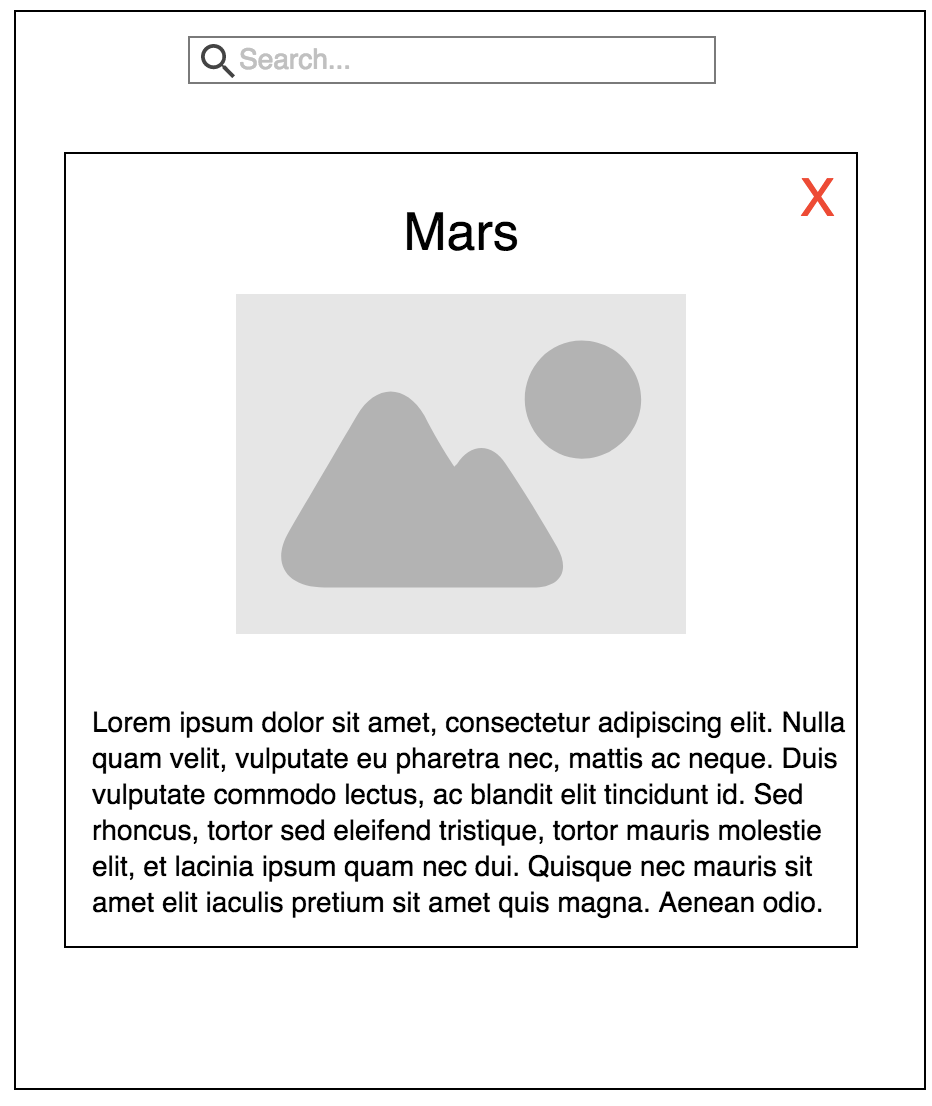 Search...
X
Mars
Lorem ipsum dolor sit amet, consectetur adipiscing elit. Nulla
quam velit, vulputate eu pharetra nec, mattis ac neque. Duis
vulputate commodo lectus, ac blandit elit tincidunt id. Sed
rhoncus, tortor sed eleifend tristique, tortor mauris molestie
elit, et lacinia ipsum quam nec dui. Quisque nec mauris sit
amet elit iaculis pretium sit amet quis magna. Aenean odio.